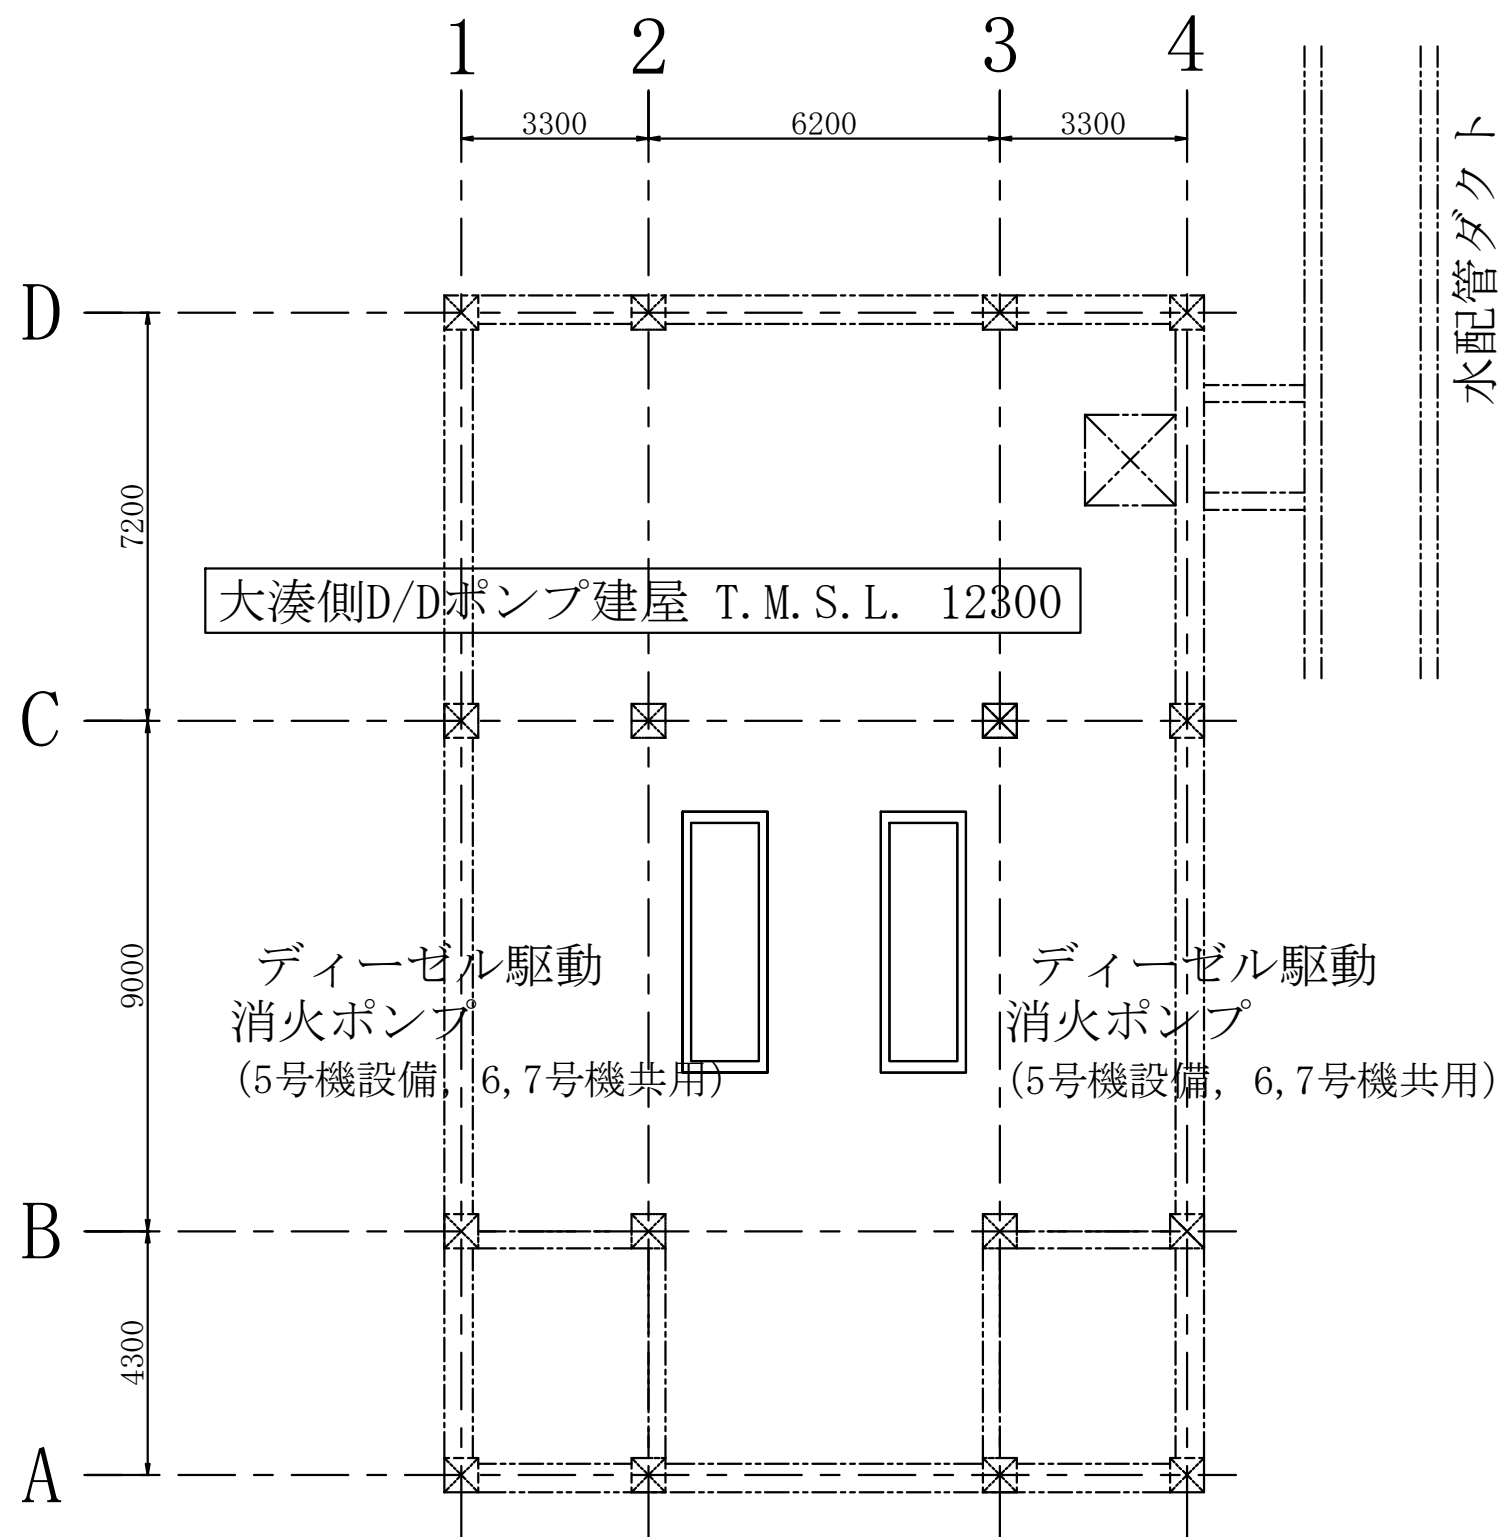 1 2 3 4
3300 6200 3300
水配管ダクト
D
7200
大湊側D/Dポンプ建屋 T.M.S.L. 12300
C
9000
ディーゼル駆動
消火ポンプ
(5号機設備, 6,7号機共用)
ディーゼル駆動
消火ポンプ
(5号機設備, 6,7号機共用)
B
4300
A